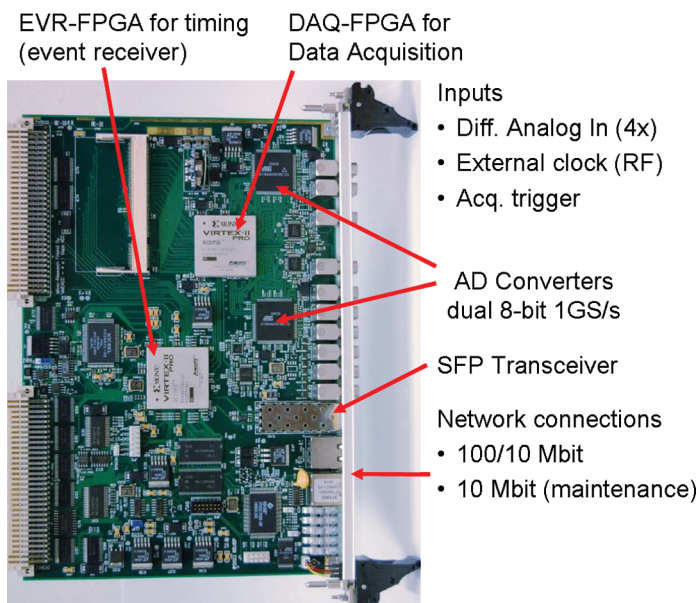 EVR-FPGA for timing
(event receiver)
DAQ-FPGA for
Data Acquisition
Inputs
• Diff. Analog In (4x)
• External clock (RF)
• Acq. trigger
AD Converters
dual 8-bit 1GS/s
SFP Transceiver
Network connections
• 100/10 Mbit
• 10 Mbit (maintenance)
XILINX
VIRTEX-II
PRO
XILINX
VIRTEX-II
PRO